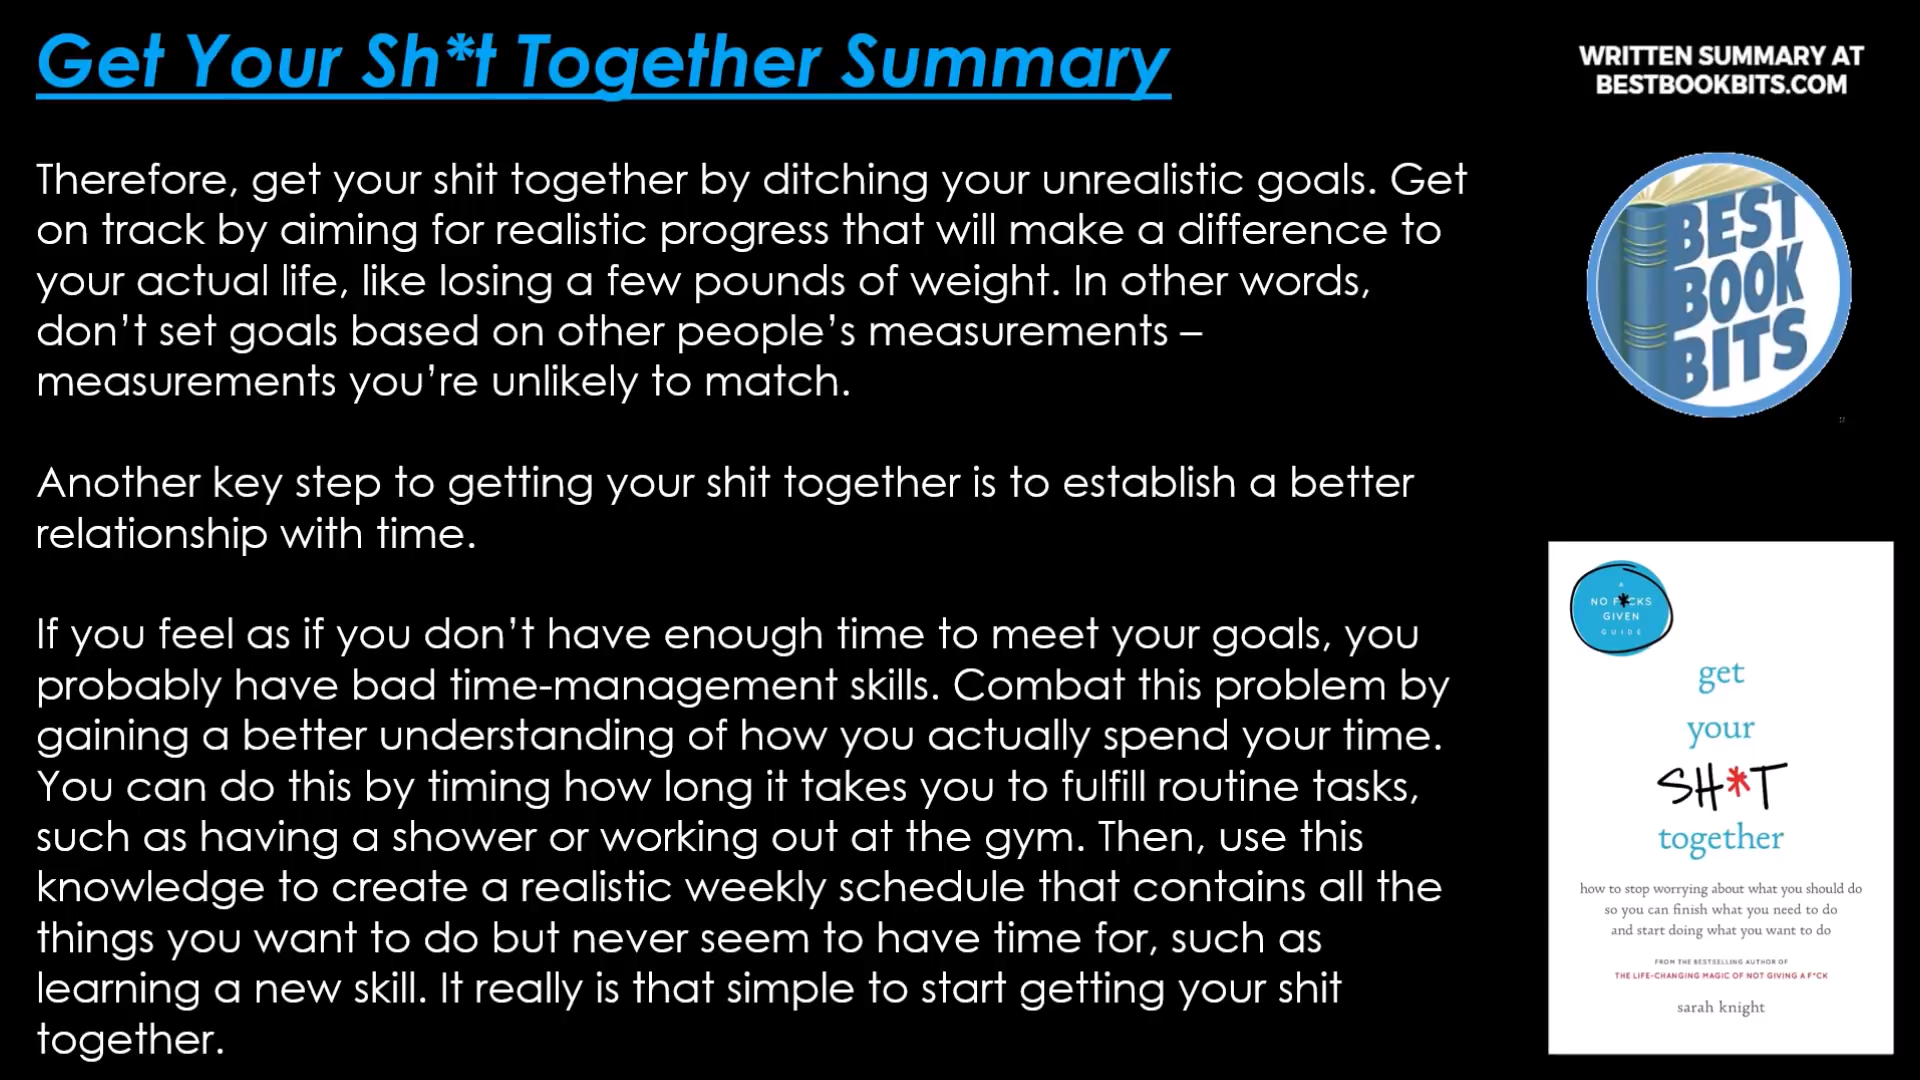 Get Your Sh*t Together Summary
WRITTEN SUMMARY AT
BESTBOOKBITS.COM
Therefore, get your shit together by ditching your unrealistic goals. Get
on track by aiming for realistic progress that will make a difference to
your actual life, like losing a few pounds of weight. In other words,
don’t set goals based on other people’s measurements –
measurements you’re unlikely to match.
Another key step to getting your shit together is to establish a better
relationship with time.
If you feel as if you don’t have enough time to meet your goals, you
probably have bad time-management skills. Combat this problem by
gaining a better understanding of how you actually spend your time.
You can do this by timing how long it takes you to fulfill routine tasks,
such as having a shower or working out at the gym. Then, use this
knowledge to create a realistic weekly schedule that contains all the
things you want to do but never seem to have time for, such as
learning a new skill. It really is that simple to start getting your shit
together.
BEST
BOOK
BITS
A
NO F*CKS
GIVEN
GUIDE
get
your
SH*T
together
how to stop worrying about what you should do
so you can finish what you need to do
and start doing what you want to do
FROM THE BESTSELLING AUTHOR OF
THE LIFE-CHANGING MAGIC OF NOT GIVING A F*CK
sarah knight